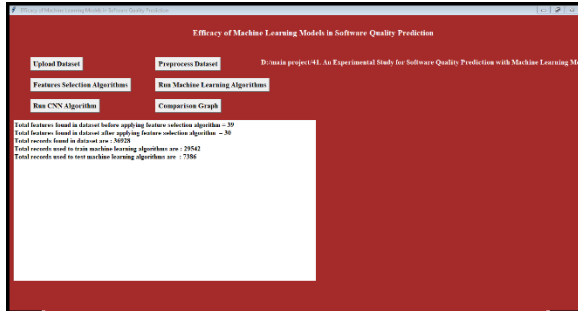 Efficacy of Machine Learning Models in Software Quality Prediction
Efficacy of Machine Learning Models in Software Quality Prediction
Upload Dataset
Preprocess Dataset
D:/main project/41. An Experimental Study for Software Quality Prediction with Machine Learning M
Features Selection Algorithms
Run Machine Learning Algorithms
Run CNN Algorithm
Comparison Graph
Total features found in dataset before applying feature selection algorithm -- 39
Total features found in dataset after applying feature selection algorithm -- 30
Total records found in dataset are : 36928
Total records used to train machine learning algorithms are : 29542
Total records used to test machine learning algorithms are : 7386